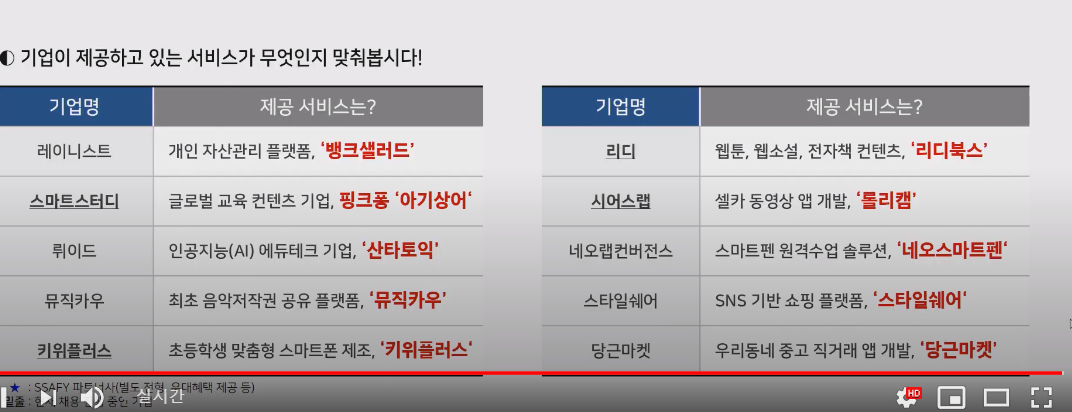 ◐ 기업이 제공하고 있는 서비스가 무엇인지 맞춰봅시다!
기업명 제공 서비스는?
레이니스트 개인 자산관리 플랫폼, ‘뱅크샐러드’
스마트스터디 글로벌 교육 컨텐츠 기업, 핑크퐁 ‘아기상어‘
뤼이드 인공지능(AI) 에듀테크 기업, ‘산타토익’
뮤직카우 최초 음악저작권 공유 플랫폼, ‘뮤직카우’
키위플러스 초등학생 맞춤형 스마트폰 제조, ‘키위플러스‘
기업명 제공 서비스는?
리디 웹툰, 웹소설, 전자책 컨텐츠, ‘리디북스’
시어스랩 셀카 동영상 앱 개발, ‘롤리캠’
네오랩컨버전스 스마트펜 원격수업 솔루션, ‘네오스마트펜‘
스타일쉐어 SNS 기반 쇼핑 플랫폼, ‘스타일쉐어‘
당근마켓 우리동네 중고 직거래 앱 개발, ‘당근마켓’
★ : SSAFY 파트너사(별도 전형, 우대혜택 제공 등)
실시간
HD